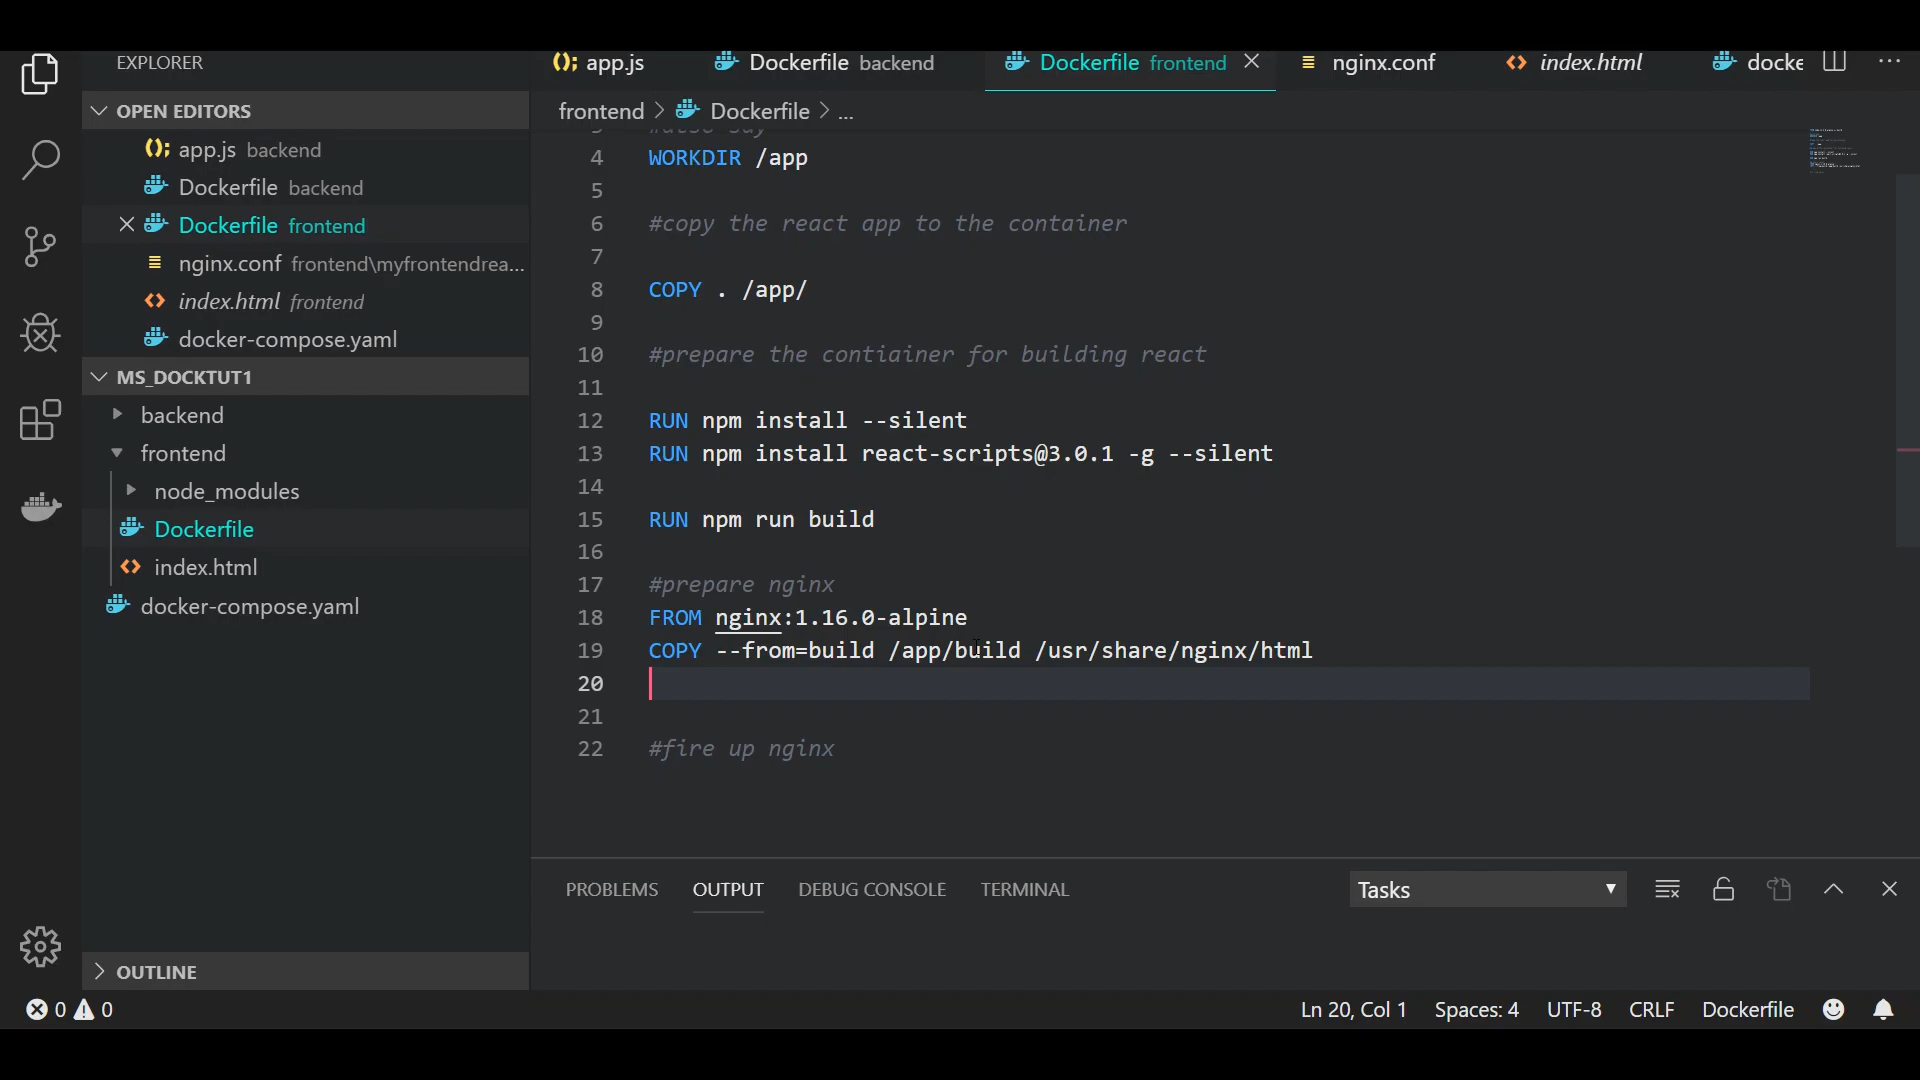 EXPLORER
app.js
Dockerfile backend
Dockerfile frontend
nginx.conf
index.html
docke
...
OPEN EDITORS
app.js backend
Dockerfile backend
Dockerfile frontend
nginx.conf frontend\myfrontendrea...
index.html frontend
docker-compose.yaml
MS_DOCKTUT1
backend
frontend
node_modules
Dockerfile
index.html
docker-compose.yaml
OUTLINE
frontend > Dockerfile > ...
3 #also say
4 WORKDIR /app
5
6 #copy the react app to the container
7
8 COPY . /app/
9
10 #prepare the contiainer for building react
11
12 RUN npm install --silent
13 RUN npm install react-scripts@3.0.1 -g --silent
14
15 RUN npm run build
16
17 #prepare nginx
18 FROM nginx:1.16.0-alpine
19 COPY --from=build /app/build /usr/share/nginx/html
20
21
22 #fire up nginx
PROBLEMS OUTPUT DEBUG CONSOLE TERMINAL
Tasks
0 0
Ln 20, Col 1 Spaces: 4 UTF-8 CRLF Dockerfile